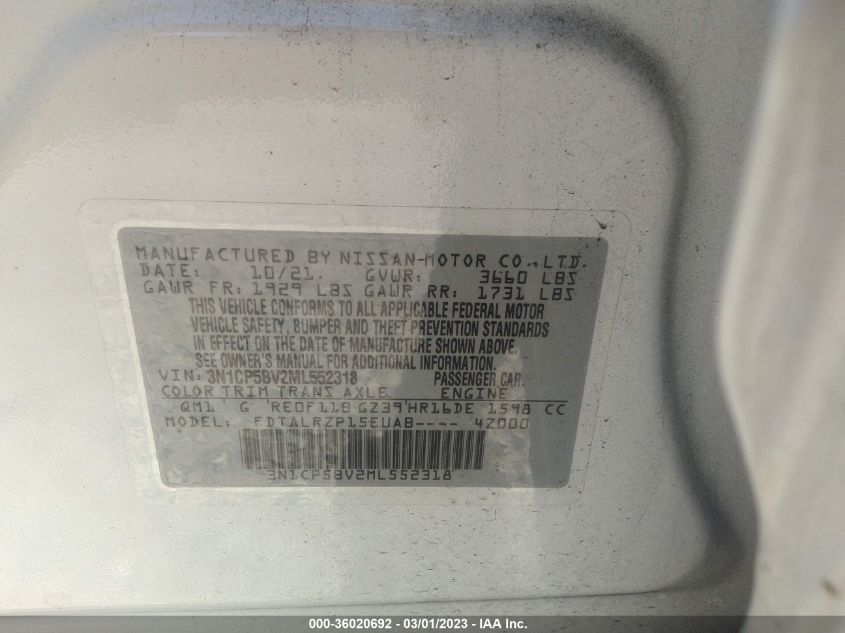 MANUFACTURED BY NISSAN-MOTOR CO., LTD.
DATE: 10/21. GVWR: 3660 LBS
GAWR FR: 1929 LBS GAWR RR: 1731 LBS
THIS VEHICLE CONFORMS TO ALL APPLICABLE FEDERAL MOTOR
VEHICLE SAFETY, BUMPER AND THEFT PREVENTION STANDARDS
IN EFFECT ON THE DATE OF MANUFACTURE SHOWN ABOVE.
SEE OWNER'S MANUAL FOR ADDITIONAL INFORMATION.
VIN: 3N1CP5BV2ML552318 PASSENGER CAR.
COLOR TRIM TRANS AXLE ENGINE
QM1 G RE0F11B GZ39 HR16DE 1598 CC
MODEL: FDTALRZP15EUAB---- 4Z000
3N1CP5BV2ML552318
000-36020692 - 03/01/2023 - IAA Inc.